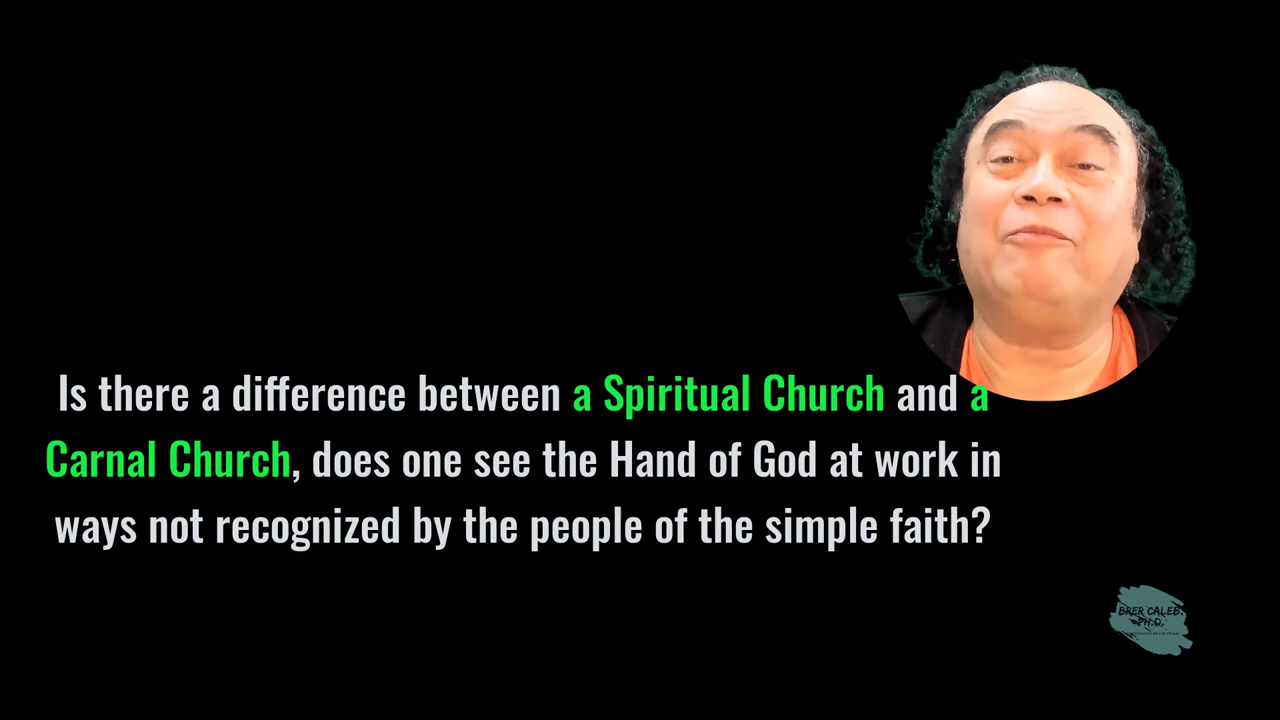 Is there a difference between a Spiritual Church and a
Carnal Church, does one see the Hand of God at work in
ways not recognized by the people of the simple faith?
BRER CALEB,
PH.D.